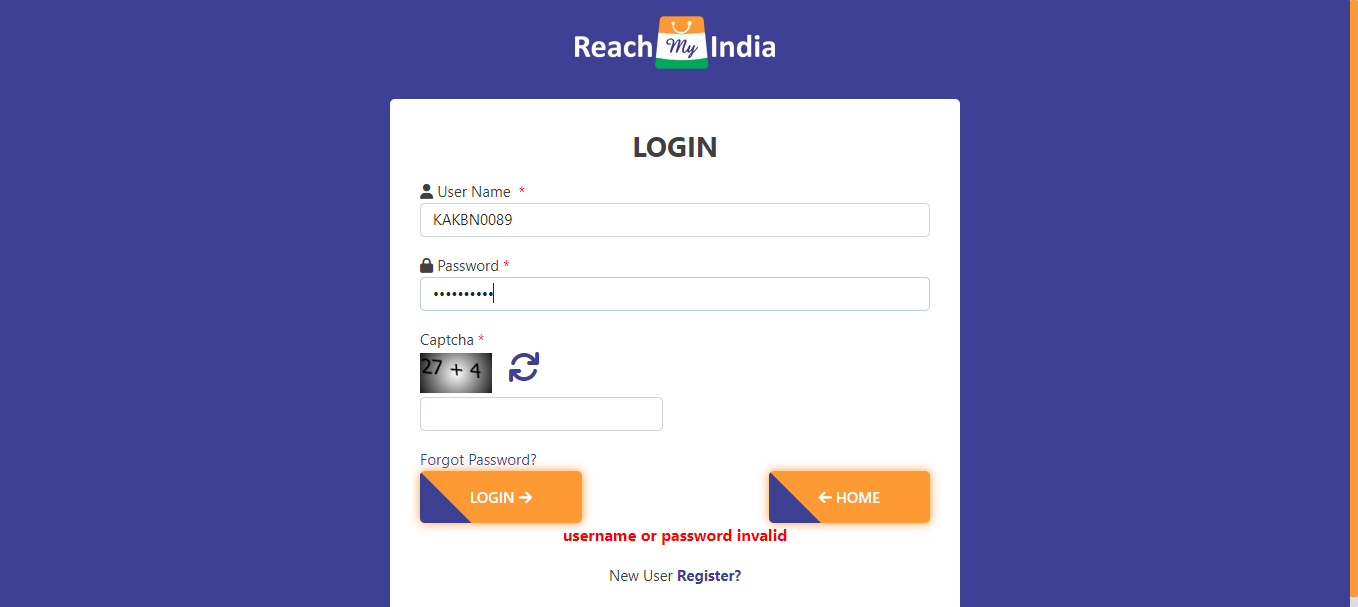 Reach My India
LOGIN
User Name *
KAKBN0089
Password *
••••••••••
Captcha *
27 + 4
Forgot Password?
LOGIN → ← HOME
username or password invalid
New User Register?